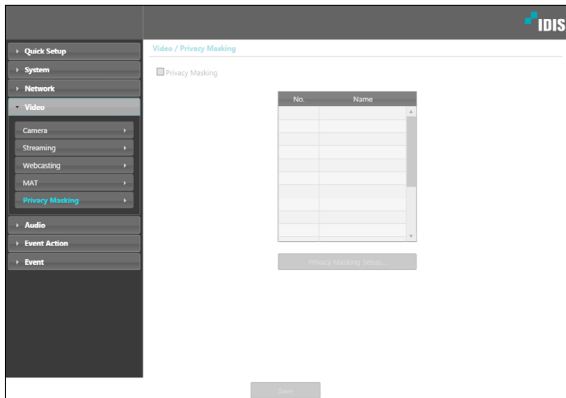 IDIS
Quick Setup
System
Network
Video
Camera
Streaming
Webcasting
MAT
Privacy Masking
Audio
Event Action
Event
Video / Privacy Masking
Privacy Masking
No. Name
Privacy Masking Setup...
Save